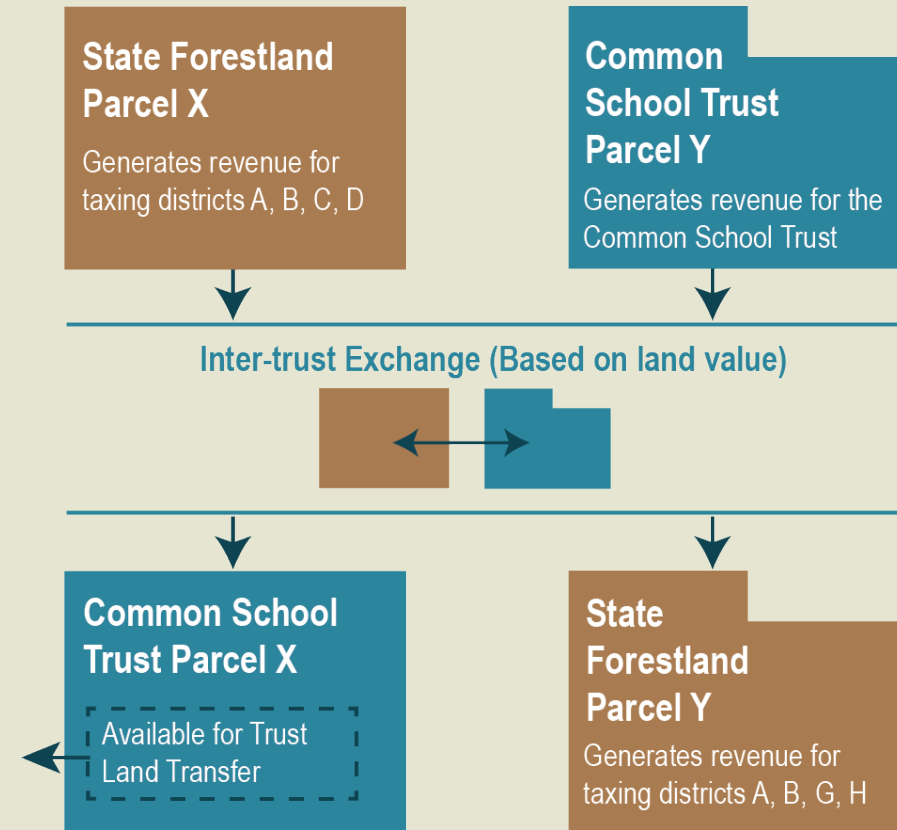 State Forestland
Parcel X
Generates revenue for
taxing districts A, B, C, D
Common
School Trust
Parcel Y
Generates revenue for the
Common School Trust
Inter-trust Exchange (Based on land value)
Common School
Trust Parcel X
Available for Trust
Land Transfer
State
Forestland
Parcel Y
Generates revenue for
taxing districts A, B, G, H